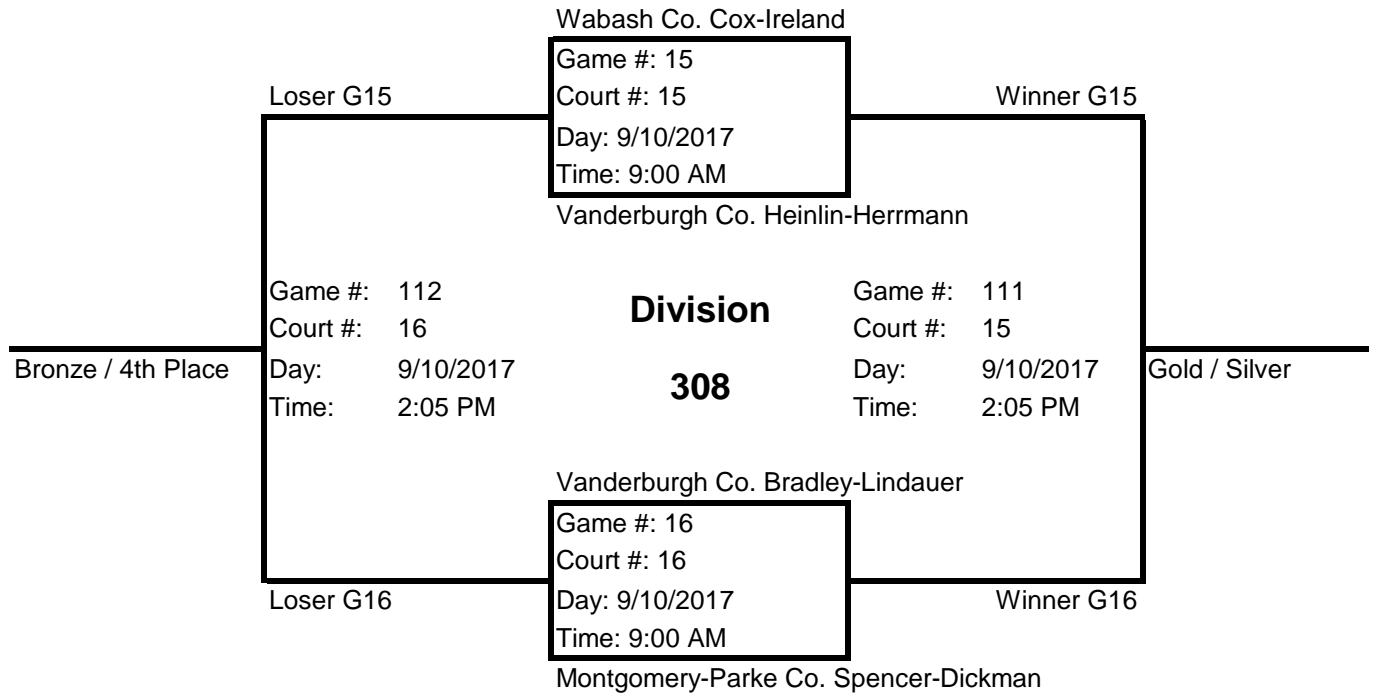 Wabash Co. Cox-Ireland
Game #: 15
Loser G15 Court #: 15 Winner G15
Day: 9/10/2017
Time: 9:00 AM
Vanderburgh Co. Heinlin-Herrmann
Game #: 112 Division Game #: 111
Court #: 16 Court #: 15
Bronze / 4th Place Day: 9/10/2017 308 Day: 9/10/2017 Gold / Silver
Time: 2:05 PM Time: 2:05 PM
Vanderburgh Co. Bradley-Lindauer
Game #: 16
Court #: 16
Loser G16 Day: 9/10/2017 Winner G16
Time: 9:00 AM
Montgomery-Parke Co. Spencer-Dickman